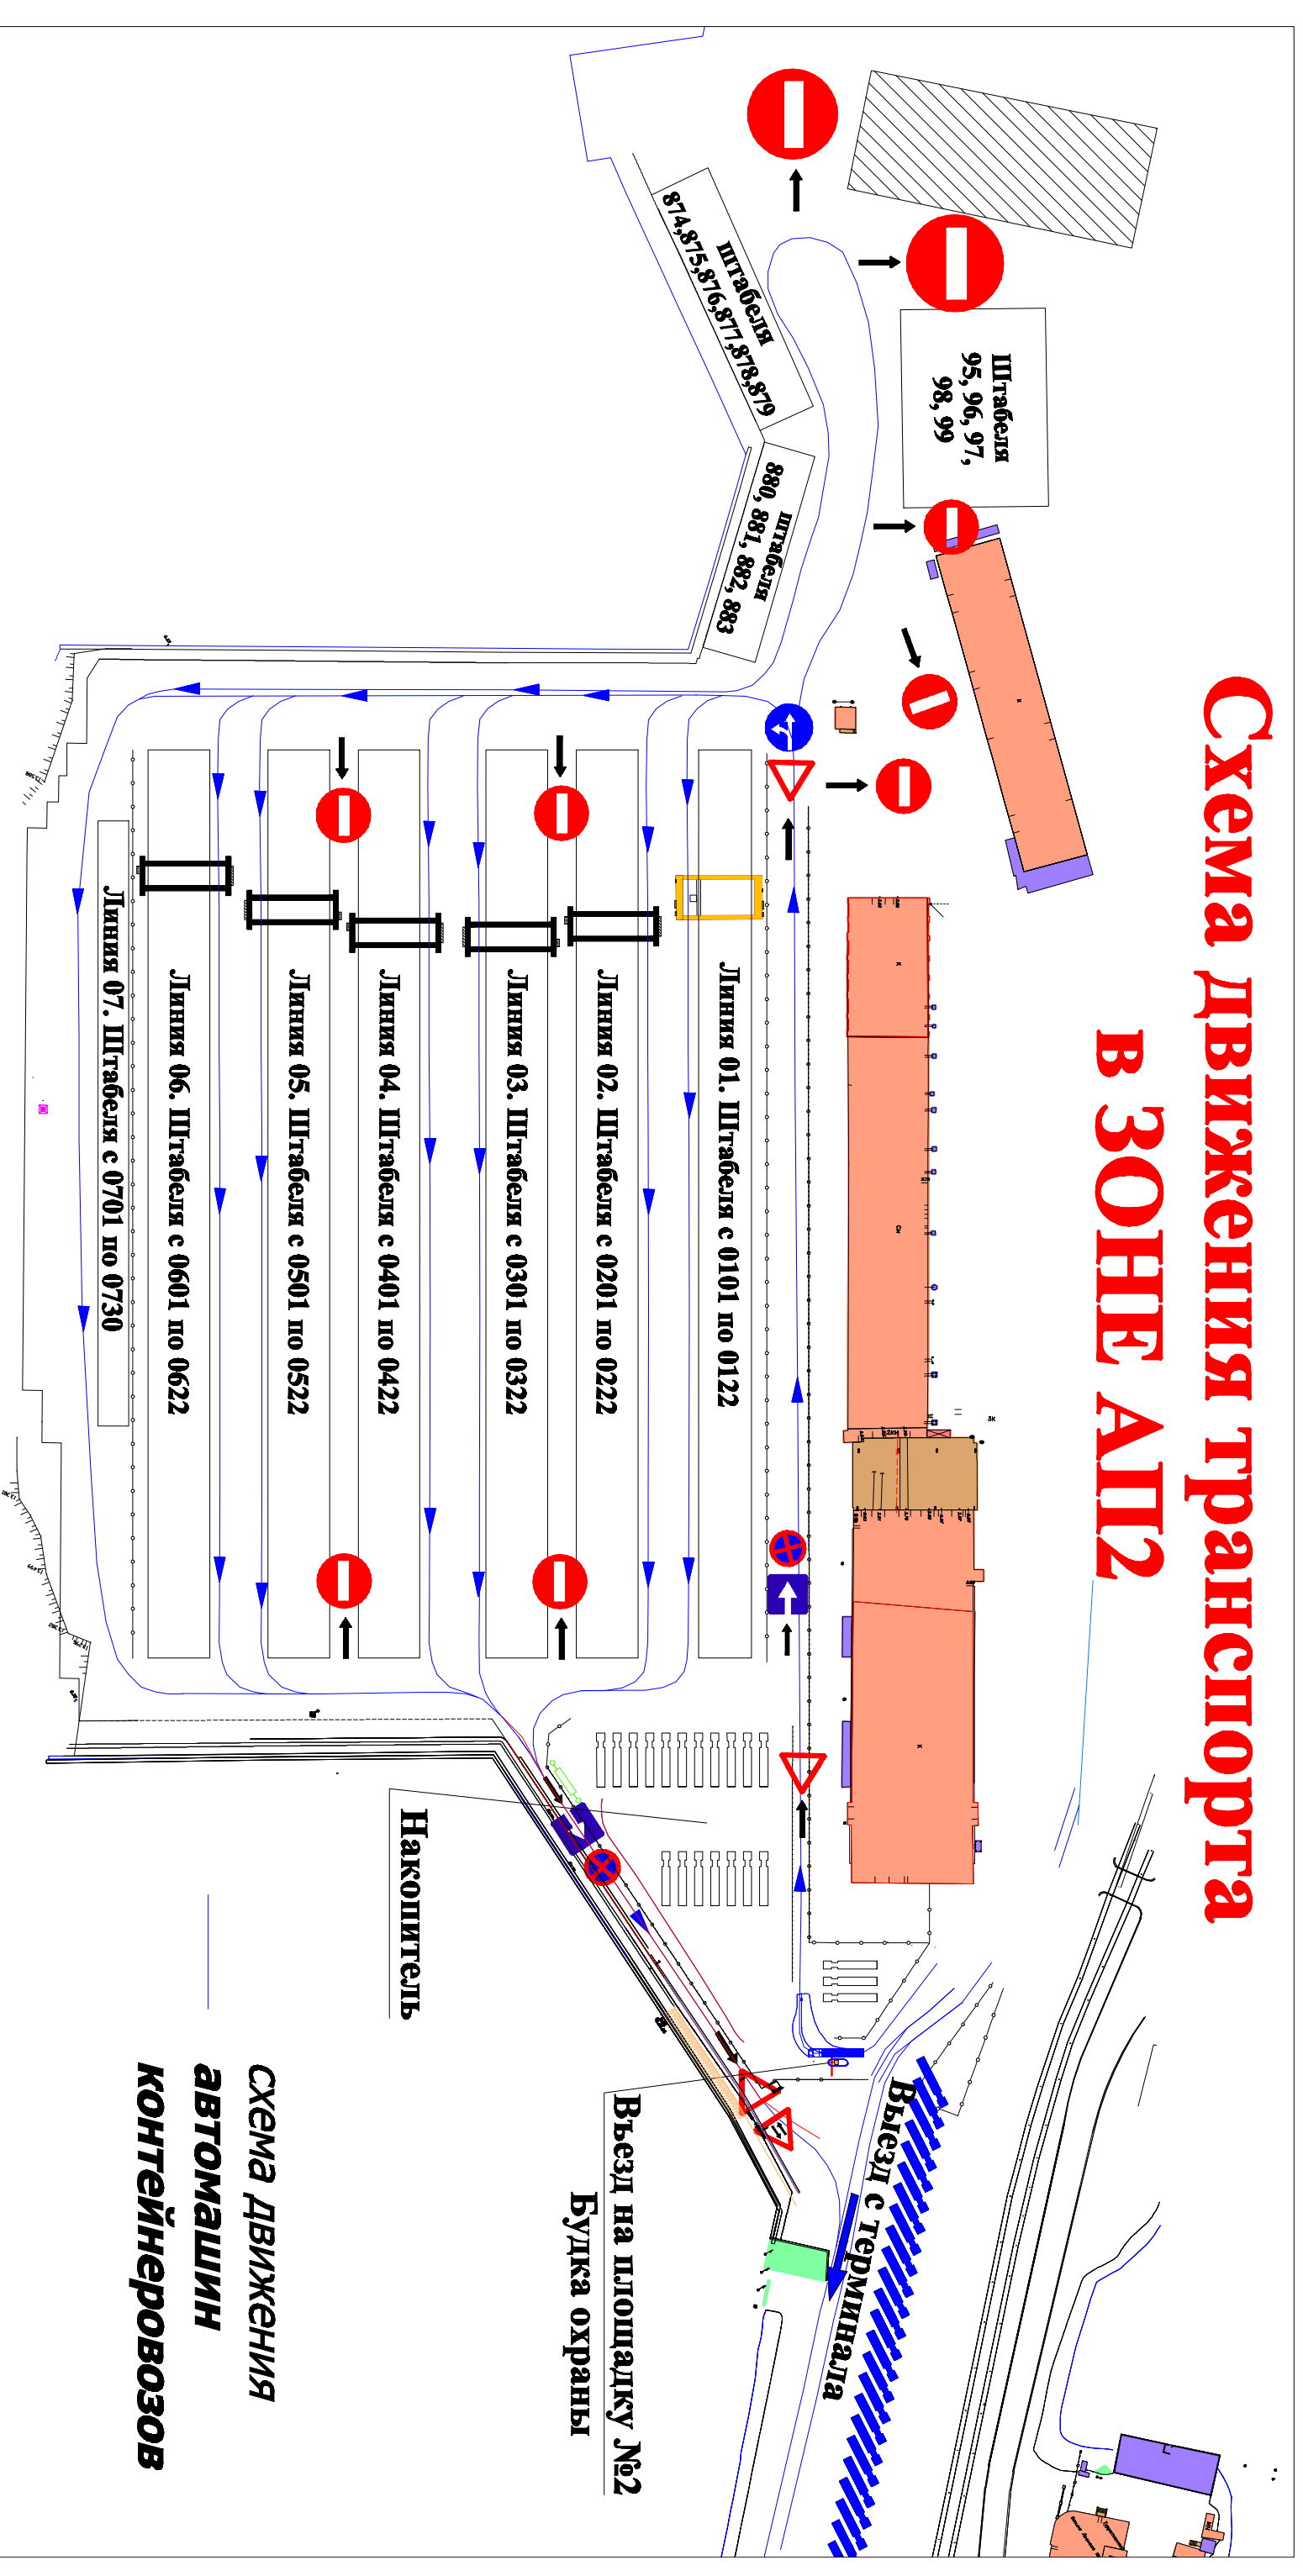 Схема движения транспорта
в ЗОНЕ АП2
штабеля
874,875,876,877,878,879
Штабеля
95, 96, 97,
98, 99
штабеля
880, 881, 882, 883
Линия 01. Штабеля с 0101 по 0122
Линия 02. Штабеля с 0201 по 0222
Линия 03. Штабеля с 0301 по 0322
Линия 04. Штабеля с 0401 по 0422
Линия 05. Штабеля с 0501 по 0522
Линия 06. Штабеля с 0601 по 0622
Линия 07. Штабеля с 0701 по 0730
Накопитель
Выезд с терминала
Въезд на площадку №2
Будка охраны
схема движения
автомашин
контейнеровозов